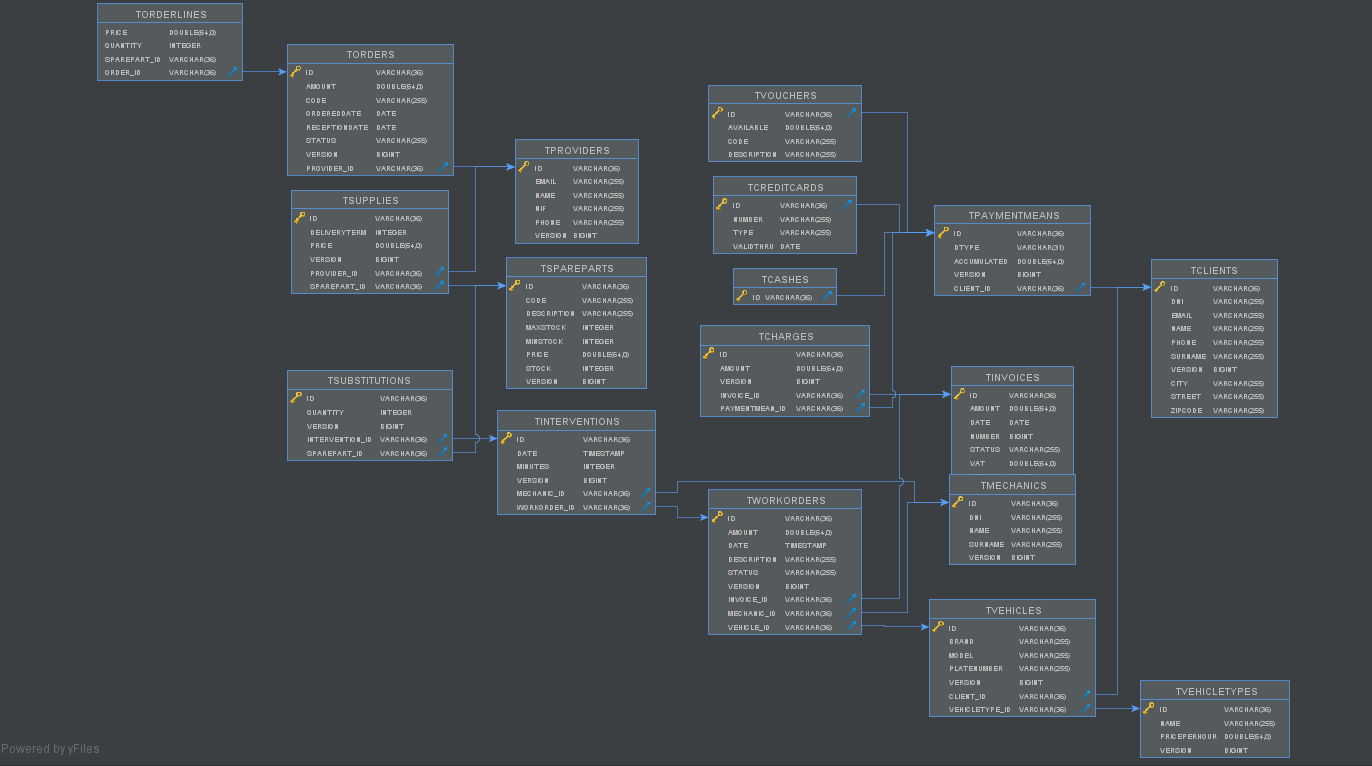 TORDERLINES
PRICE DOUBLE(64,0)
QUANTITY INTEGER
SPAREPART_ID VARCHAR(36)
ORDER_ID VARCHAR(36)
TORDERS
ID VARCHAR(36)
AMOUNT DOUBLE(64,0)
CODE VARCHAR(255)
ORDEREDDATE DATE
RECEPTIONDATE DATE
STATUS VARCHAR(255)
VERSION BIGINT
PROVIDER_ID VARCHAR(36)
TPROVIDERS
ID VARCHAR(36)
EMAIL VARCHAR(255)
NAME VARCHAR(255)
NIF VARCHAR(255)
PHONE VARCHAR(255)
VERSION BIGINT
TSUPPLIES
ID VARCHAR(36)
DELIVERYTERM INTEGER
PRICE DOUBLE(64,0)
VERSION BIGINT
PROVIDER_ID VARCHAR(36)
SPAREPART_ID VARCHAR(36)
TSPAREPARTS
ID VARCHAR(36)
CODE VARCHAR(255)
DESCRIPTION VARCHAR(255)
MAXSTOCK INTEGER
MINSTOCK INTEGER
PRICE DOUBLE(64,0)
STOCK INTEGER
VERSION BIGINT
TSUBSTITUTIONS
ID VARCHAR(36)
QUANTITY INTEGER
VERSION BIGINT
INTERVENTION_ID VARCHAR(36)
SPAREPART_ID VARCHAR(36)
TINTERVENTIONS
ID VARCHAR(36)
DATE TIMESTAMP
MINUTES INTEGER
VERSION BIGINT
MECHANIC_ID VARCHAR(36)
WORKORDER_ID VARCHAR(36)
TVOUCHERS
ID VARCHAR(36)
AVAILABLE DOUBLE(64,0)
CODE VARCHAR(255)
DESCRIPTION VARCHAR(255)
TCREDITCARDS
ID VARCHAR(36)
NUMBER VARCHAR(255)
TYPE VARCHAR(255)
VALIDTHRU DATE
TCASHES
ID VARCHAR(36)
TCHARGES
ID VARCHAR(36)
AMOUNT DOUBLE(64,0)
VERSION BIGINT
INVOICE_ID VARCHAR(36)
PAYMENTMEAN_ID VARCHAR(36)
TPAYMENTMEANS
ID VARCHAR(36)
DTYPE VARCHAR(31)
ACCUMULATED DOUBLE(64,0)
VERSION BIGINT
CLIENT_ID VARCHAR(36)
TCLIENTS
ID VARCHAR(36)
DNI VARCHAR(255)
EMAIL VARCHAR(255)
NAME VARCHAR(255)
PHONE VARCHAR(255)
SURNAME VARCHAR(255)
VERSION BIGINT
CITY VARCHAR(255)
STREET VARCHAR(255)
ZIPCODE VARCHAR(255)
TINVOICES
ID VARCHAR(36)
AMOUNT DOUBLE(64,0)
DATE DATE
NUMBER BIGINT
STATUS VARCHAR(255)
VAT DOUBLE(64,0)
TMECHANICS
ID VARCHAR(36)
DNI VARCHAR(255)
NAME VARCHAR(255)
SURNAME VARCHAR(255)
VERSION BIGINT
TWORKORDERS
ID VARCHAR(36)
AMOUNT DOUBLE(64,0)
DATE TIMESTAMP
DESCRIPTION VARCHAR(255)
STATUS VARCHAR(255)
VERSION BIGINT
INVOICE_ID VARCHAR(36)
MECHANIC_ID VARCHAR(36)
VEHICLE_ID VARCHAR(36)
TVEHICLES
ID VARCHAR(36)
BRAND VARCHAR(255)
MODEL VARCHAR(255)
PLATENUMBER VARCHAR(255)
VERSION BIGINT
CLIENT_ID VARCHAR(36)
VEHICLETYPE_ID VARCHAR(36)
TVEHICLETYPES
ID VARCHAR(36)
NAME VARCHAR(255)
PRICEPERHOUR DOUBLE(64,0)
VERSION BIGINT
Powered by yFiles